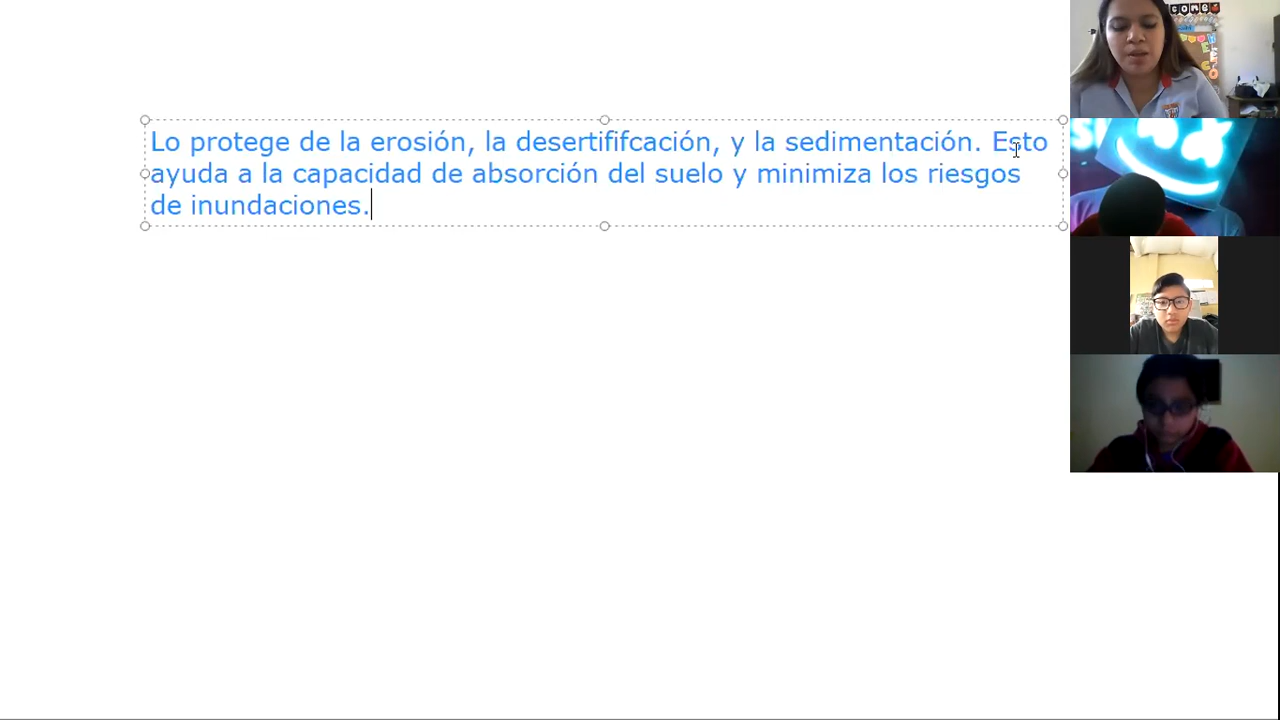 Lo protege de la erosión, la desertififcación, y la sedimentación. Esto
ayuda a la capacidad de absorción del suelo y minimiza los riesgos
de inundaciones.